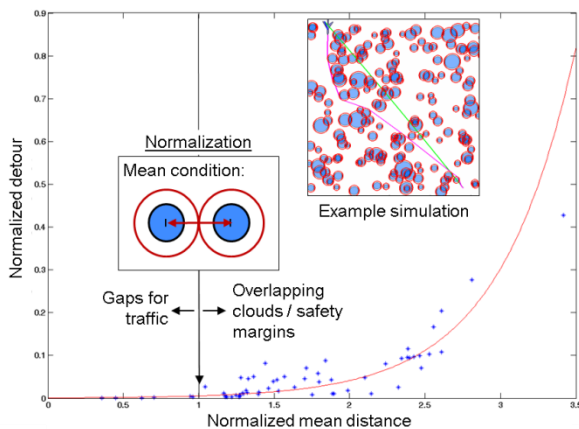 0.9
0.8
0.7
0.6
0.5
0.4
0.3
0.2
0.1
0
Normalized detour
Normalization
Mean condition:
Example simulation
Gaps for
traffic
Overlapping
clouds / safety
margins
0 0.5 1 1.5 2 2.5 3 3.5
Normalized mean distance